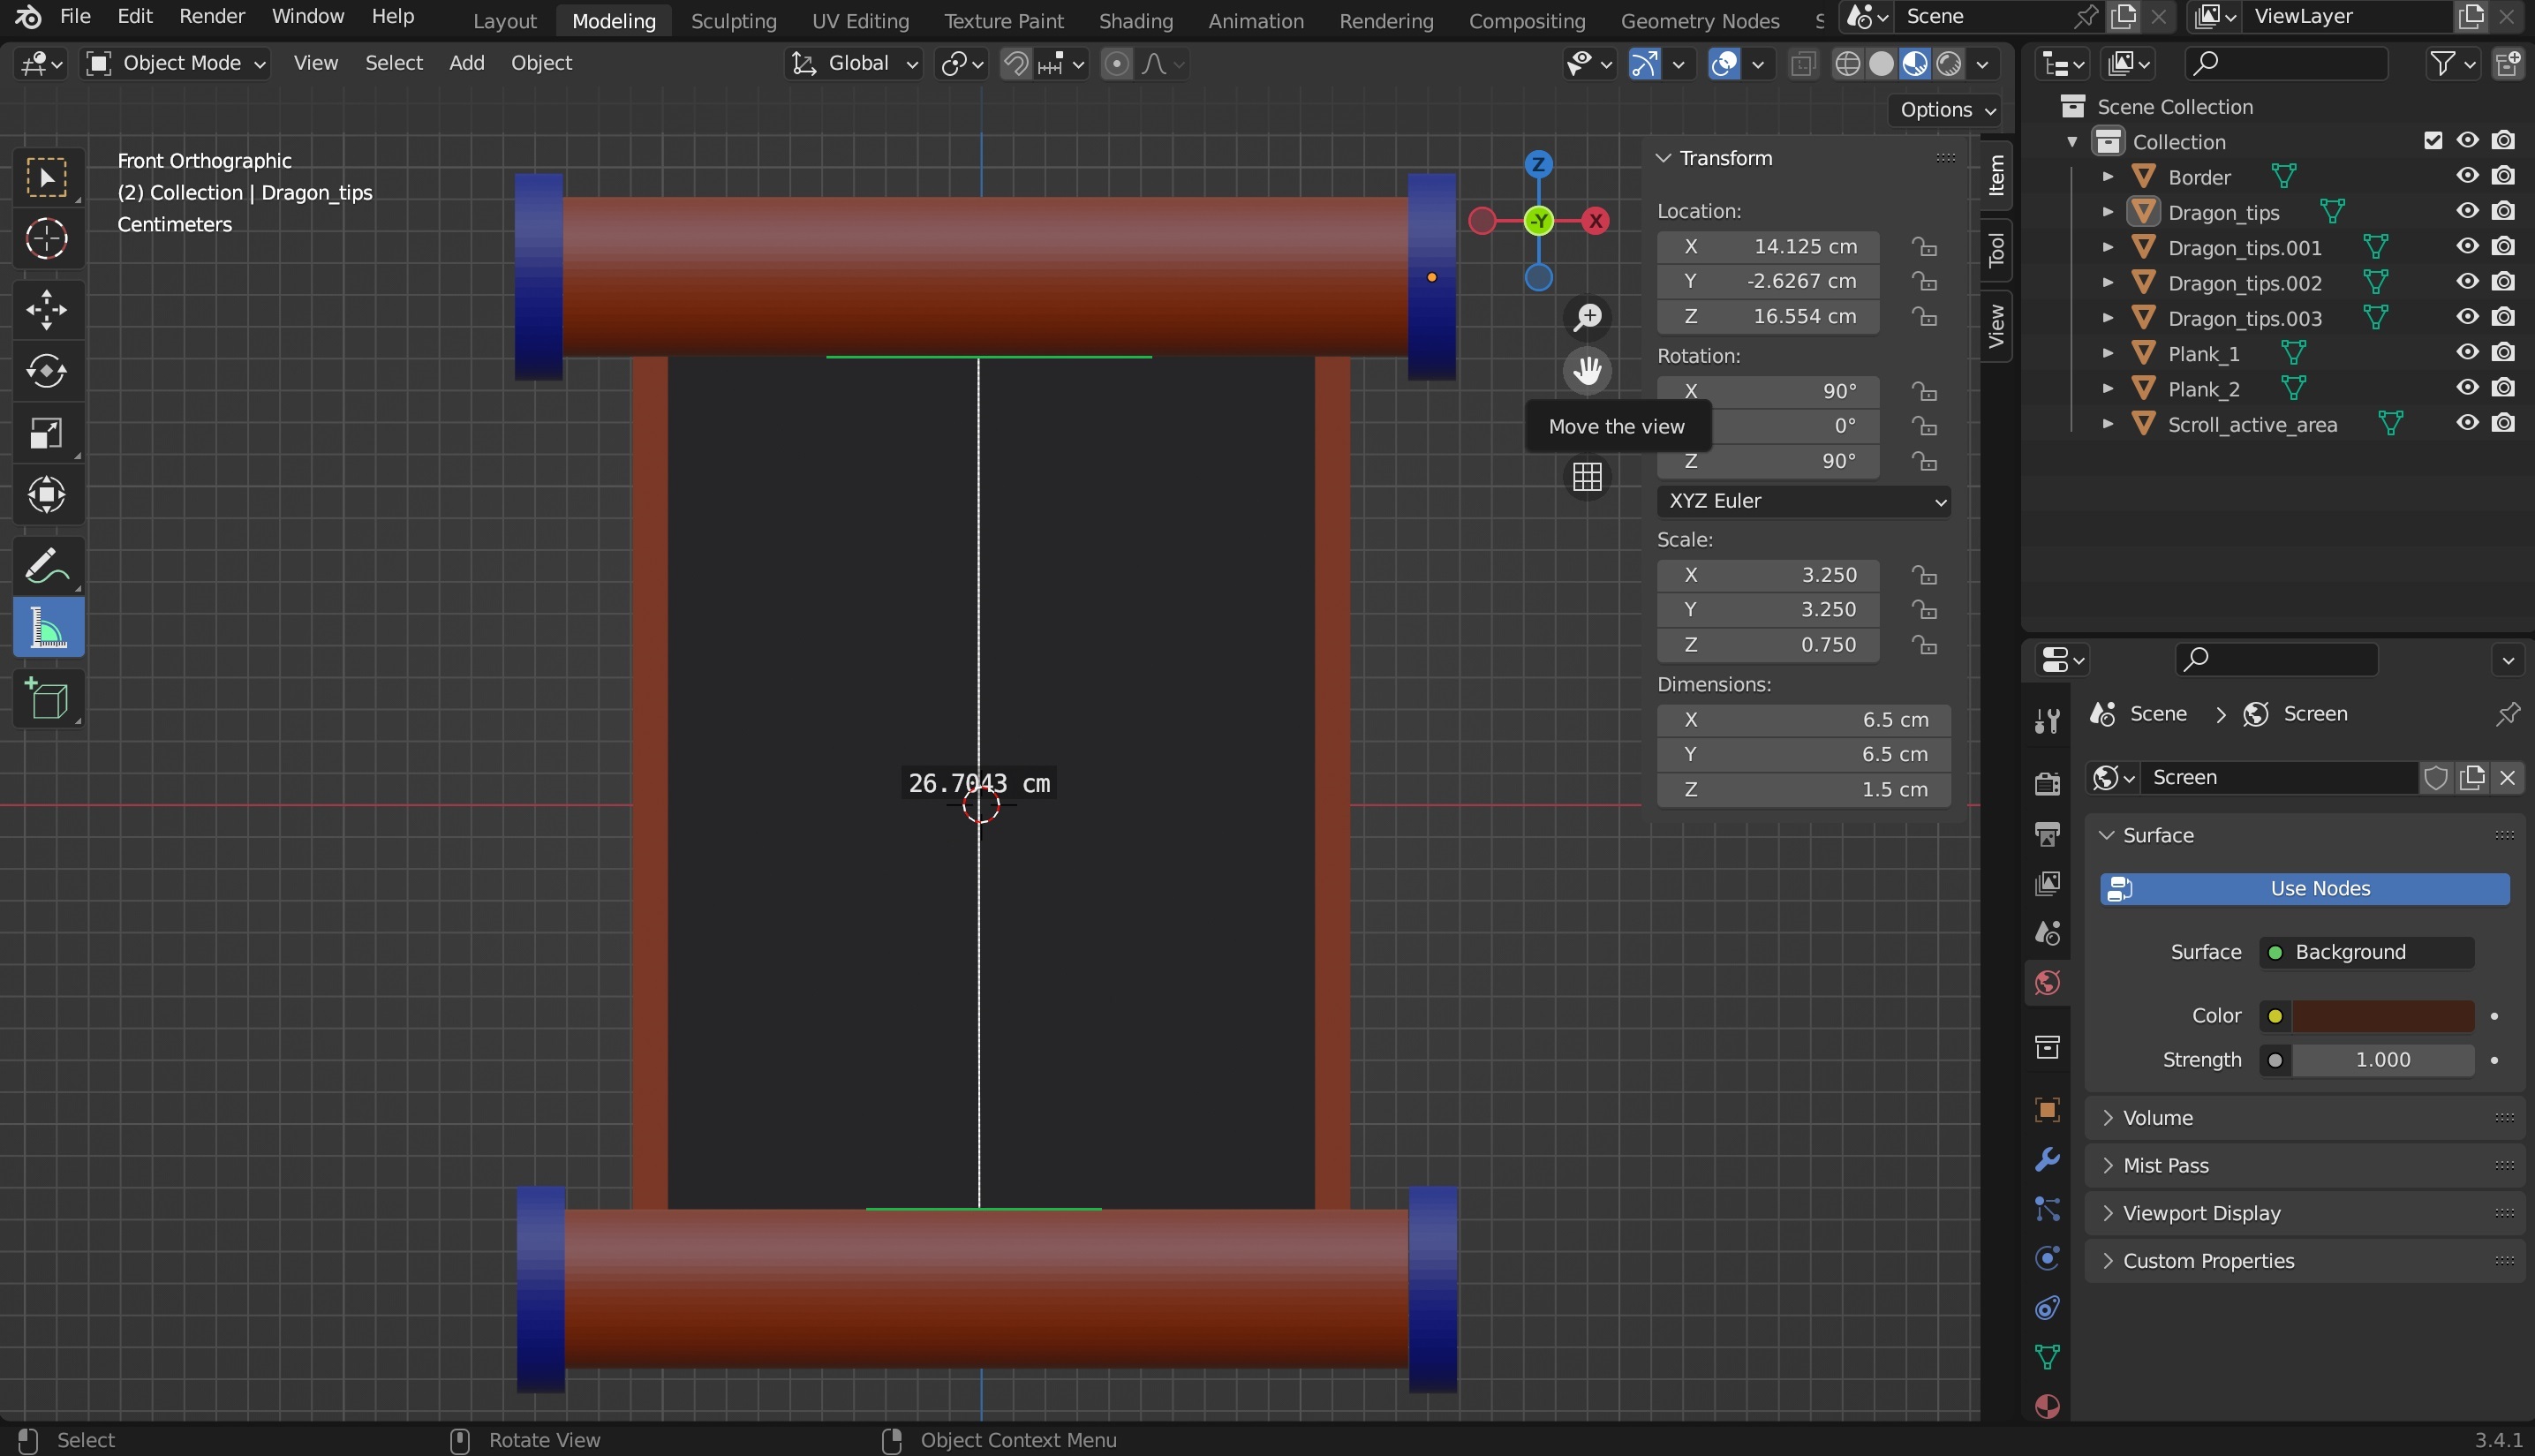 File Edit Render Window Help Layout Modeling Sculpting UV Editing Texture Paint Shading Animation Rendering Compositing Geometry Nodes S Scene ViewLayer
Object Mode View Select Add Object Global
Options
Front Orthographic
(2) Collection | Dragon_tips
Centimeters
Z
-Y
X
26.7043 cm
Move the view
Transform
Location:
X 14.125 cm
Y -2.6267 cm
Z 16.554 cm
Rotation:
X 90°
0°
Z 90°
XYZ Euler
Scale:
X 3.250
Y 3.250
Z 0.750
Dimensions:
X 6.5 cm
Y 6.5 cm
Z 1.5 cm
Item
Tool
View
Scene Collection
Collection
Border
Dragon_tips
Dragon_tips.001
Dragon_tips.002
Dragon_tips.003
Plank_1
Plank_2
Scroll_active_area
Scene > Screen
Screen
Surface
Use Nodes
Surface Background
Color
Strength 1.000
Volume
Mist Pass
Viewport Display
Custom Properties
Select Rotate View Object Context Menu 3.4.1